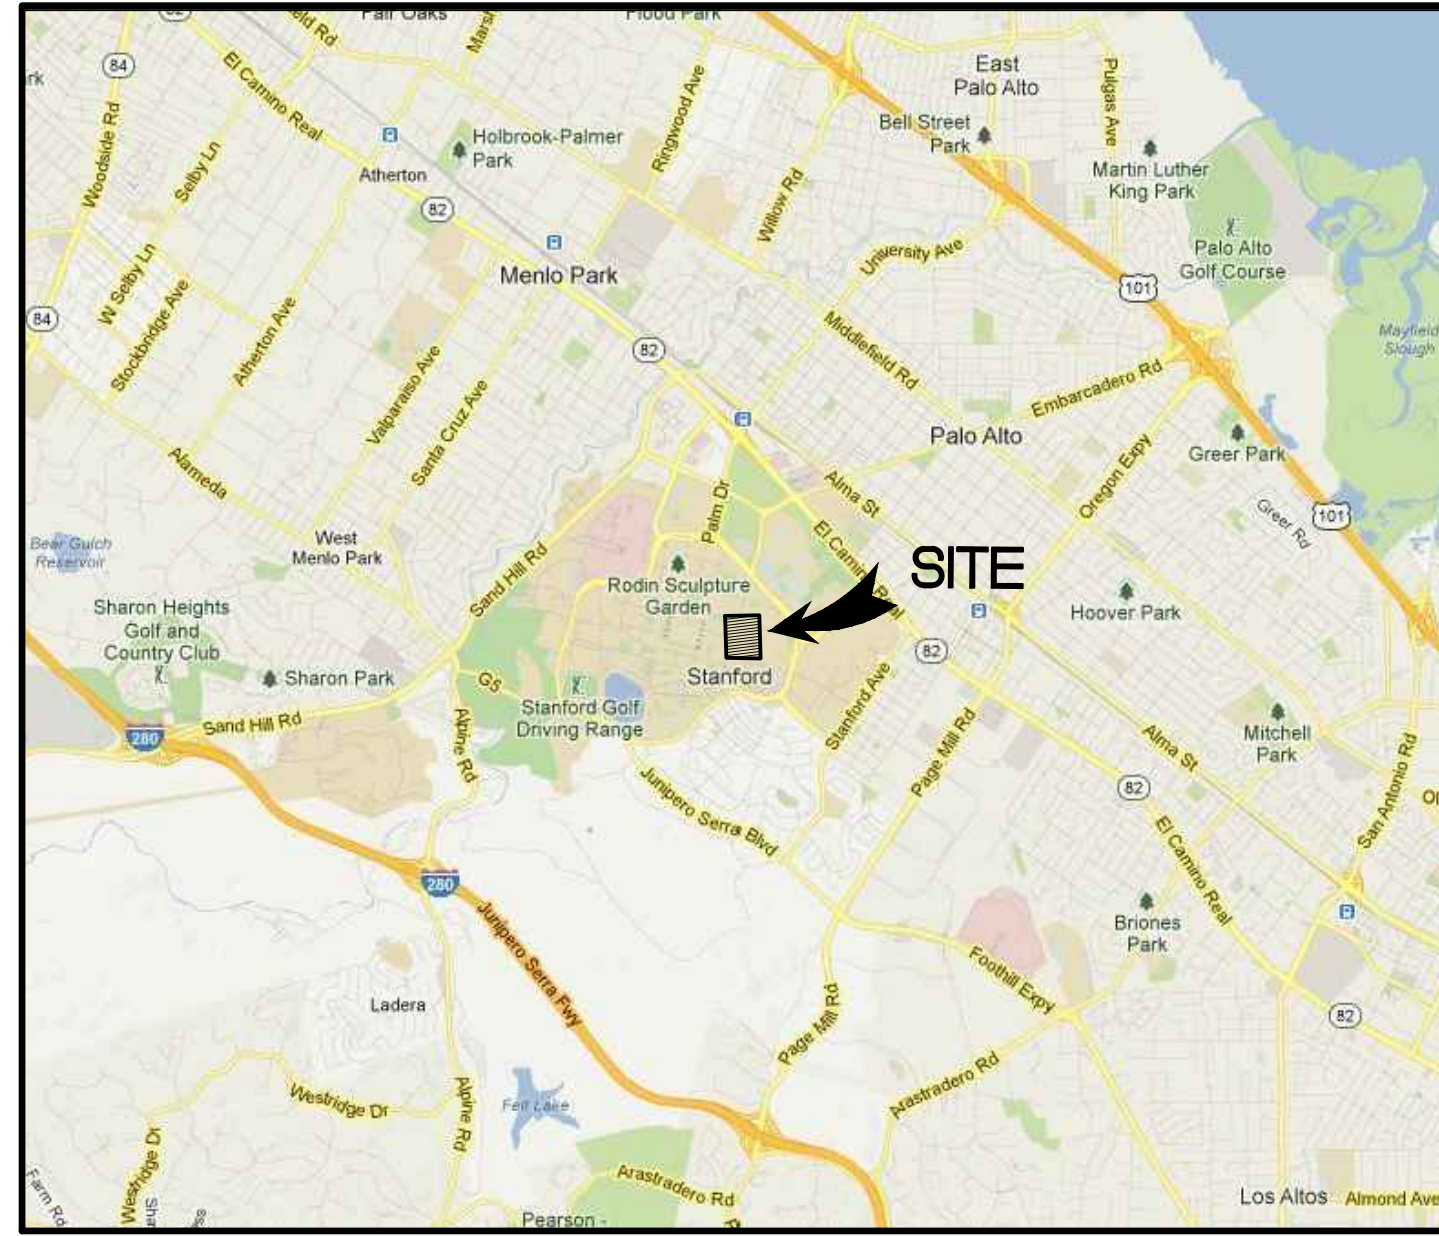 82
Fair Oaks
Flood Park
84
El Camino Real
Woodside Rd
Selby Ln
Holbrook-Palmer
Park
Ringwood Ave
Atherton
82
Willow Rd
East
Palo Alto
Bell Street
Park
Pulgas Ave
Martin Luther
King Park
Palo Alto
Golf Course
University Ave
101
W Selby Ln
Stockbridge Ave
Menlo Park
84
Atherton Ave
Valparaiso Ave
Santa Cruz Ave
82
Middlefield Rd
Mayfield
Slough
Embarcadero Rd
Palo Alto
Greer Park
Oregon Expy
Greer Rd
101
Alameda
Palm Dr
Alma St
West
Menlo Park
Bear Gulch
Reservoir
Sand Hill Rd
El Camino Real
SITE
Rodin Sculpture
Garden
Hoover Park
Sharon Heights
Golf and
Country Club
Sharon Park
G5
Stanford
82
Stanford Golf
Driving Range
Sand Hill Rd
280
Alpine Rd
Stanford Ave
Page Mill Rd
Mitchell
Park
Alma St
San Antonio Rd
Junipero Serra Blvd
82
El Camino Real
280
Junipero Serra Fwy
Briones
Park
Foothill Expy
Ladera
Page Mill Rd
82
Arastradero Rd
Westridge Dr
Alpine Rd
Felt Lake
Westridge Dr
Farm Rd
Arastradero Rd
Los Altos
Almond Ave
Pearson -